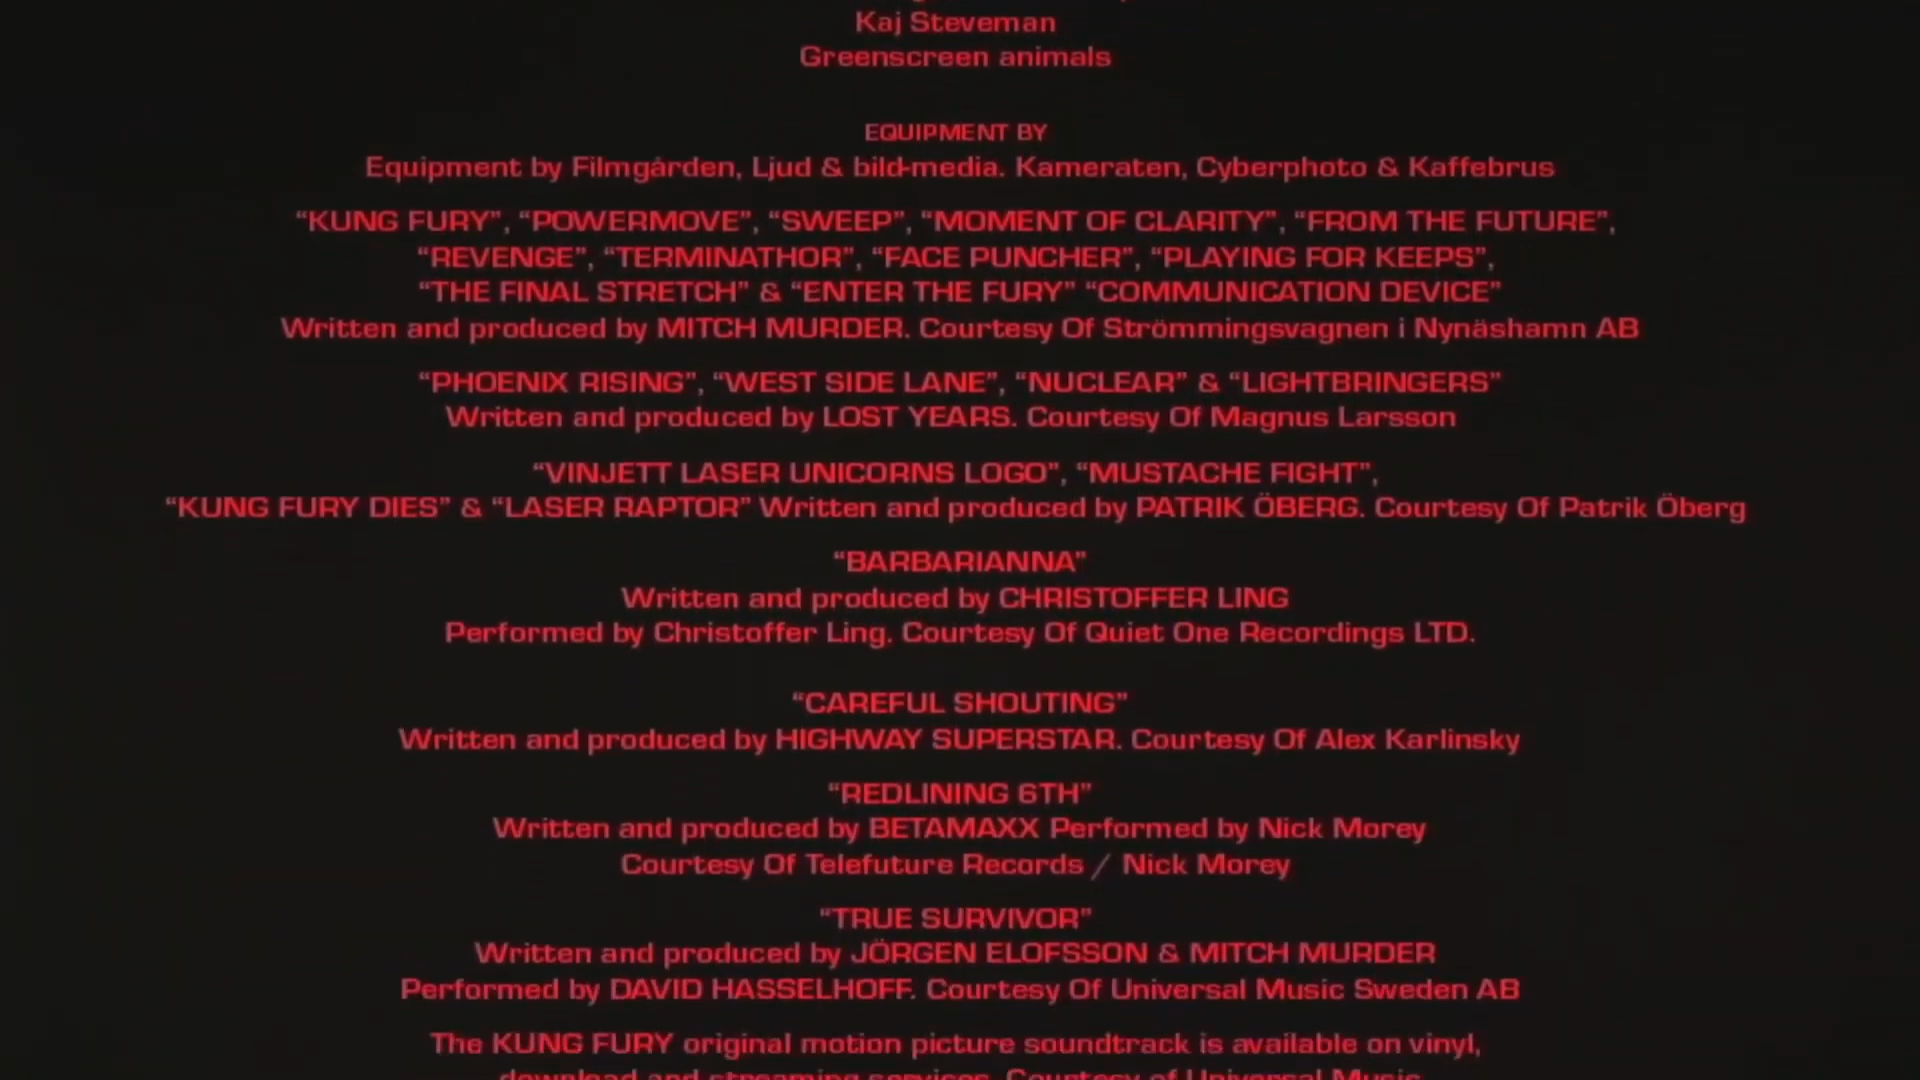 Kaj Steveman
Greenscreen animals
EQUIPMENT BY
Equipment by Filmgården, Ljud & bild-media. Kameraten, Cyberphoto & Kaffebrus
“KUNG FURY”, “POWERMOVE”, “SWEEP”, “MOMENT OF CLARITY”, “FROM THE FUTURE”,
“REVENGE”, “TERMINATHOR”, “FACE PUNCHER”, “PLAYING FOR KEEPS”,
“THE FINAL STRETCH” & “ENTER THE FURY” “COMMUNICATION DEVICE”
Written and produced by MITCH MURDER. Courtesy Of Strömmingsvagnen i Nynäshamn AB
“PHOENIX RISING”, “WEST SIDE LANE”, “NUCLEAR” & “LIGHTBRINGERS”
Written and produced by LOST YEARS. Courtesy Of Magnus Larsson
“VINJETT LASER UNICORNS LOGO”, “MUSTACHE FIGHT”,
“KUNG FURY DIES” & “LASER RAPTOR” Written and produced by PATRIK ÖBERG. Courtesy Of Patrik Öberg
“BARBARIANNA”
Written and produced by CHRISTOFFER LING
Performed by Christoffer Ling. Courtesy Of Quiet One Recordings LTD.
“CAREFUL SHOUTING”
Written and produced by HIGHWAY SUPERSTAR. Courtesy Of Alex Karlinsky
“REDLINING 6TH”
Written and produced by BETAMAXX Performed by Nick Morey
Courtesy Of Telefuture Records / Nick Morey
“TRUE SURVIVOR”
Written and produced by JÖRGEN ELOFSSON & MITCH MURDER
Performed by DAVID HASSELHOFF. Courtesy Of Universal Music Sweden AB
The KUNG FURY original motion picture soundtrack is available on vinyl,
download and streaming services. Courtesy of Universal Music